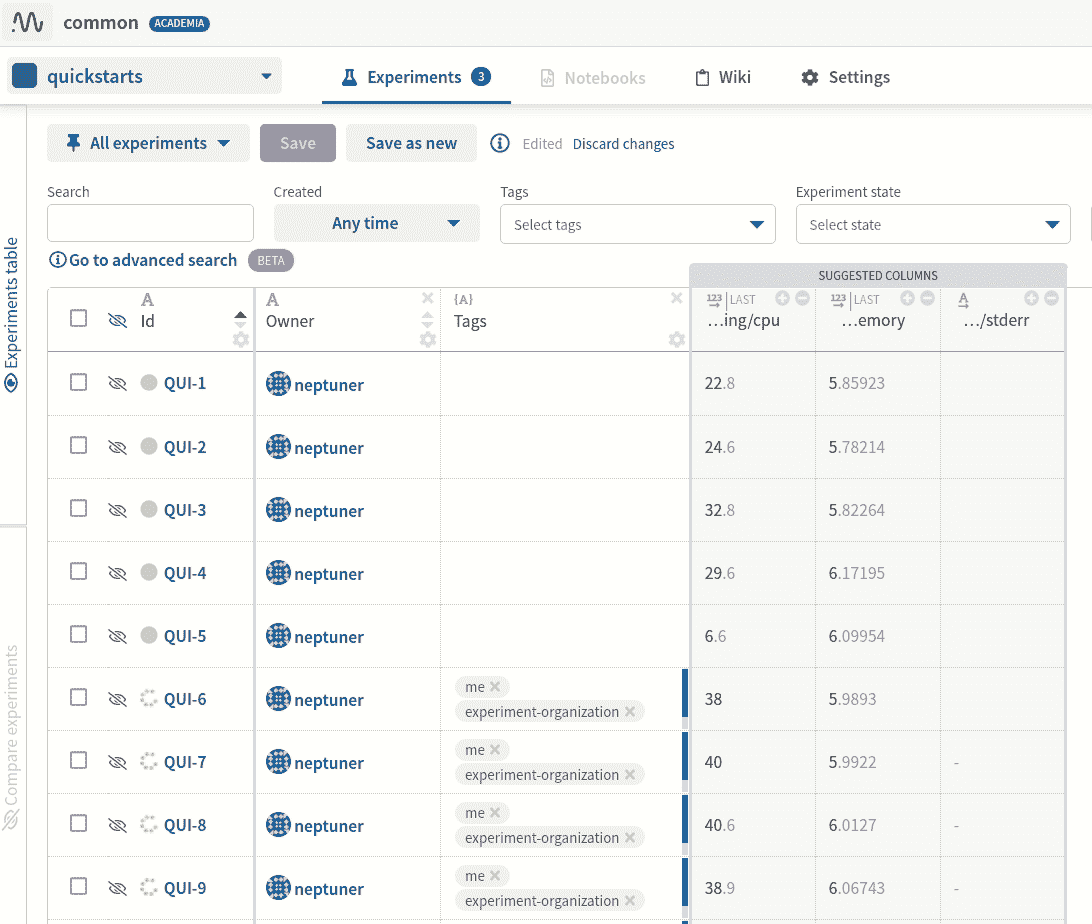 common ACADEMIA
quickstarts Experiments 3 Notebooks Wiki Settings
All experiments Save Save as new Edited Discard changes
Search Created Tags Experiment state
Any time Select tags Select state
Go to advanced search BETA
SUGGESTED COLUMNS
A A {A} 123 LAST 123 LAST A
Id Owner Tags ...ing/cpu ...emory .../stderr
QUI-1 neptuner 22.8 5.85923
QUI-2 neptuner 24.6 5.78214
QUI-3 neptuner 32.8 5.82264
QUI-4 neptuner 29.6 6.17195
QUI-5 neptuner 6.6 6.09954
me
QUI-6 neptuner 38 5.9893
experiment-organization
me
QUI-7 neptuner 40 5.9922 -
experiment-organization
me
QUI-8 neptuner 40.6 6.0127 -
experiment-organization
me
QUI-9 neptuner 38.9 6.06743 -
experiment-organization
Experiments table
Compare experiments